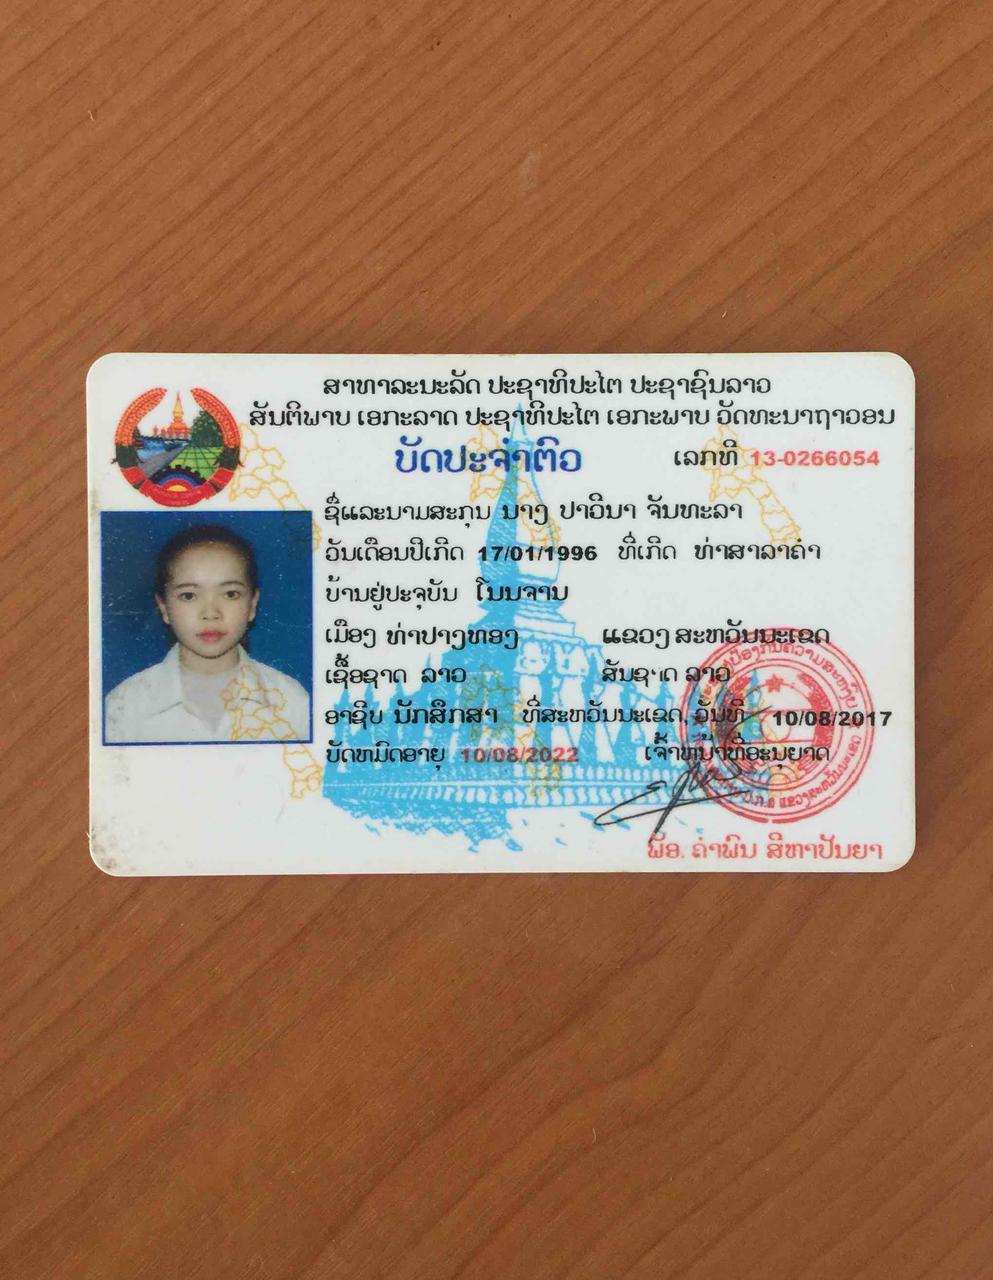 ສາທາລະນະລັດ ປະຊາທິປະໄຕ ປະຊາຊົນລາວ
ສັນຕິພາບ ເອກະລາດ ປະຊາທິປະໄຕ ເອກະພາບ ວັດທະນາຖາວອນ
ບັດປະຈຳຕົວ ເລກທີ 13-0266054
ຊື່ແລະນາມສະກຸນ ນາງ ປາວີນາ ຈັນທະລາ
ວັນເດືອນປີເກີດ 17/01/1996 ທີ່ເກີດ ທ່າສາລາຄຳ
ບ້ານຢູ່ປະຈຸບັນ ໂນນຈານ
ເມືອງ ທ່າປາງທອງ ແຂວງ ສະຫວັນນະເຂດ
ເຊື້ອຊາດ ລາວ ສັນຊາດ ລາວ
ອາຊີບ ນັກສຶກສາ ທີ່ສະຫວັນນະເຂດ, ວັນທີ 10/08/2017
ບັດຫມົດອາຍຸ 10/08/2022 ເຈົ້າຫນ້າທີ່ອະນຸຍາດ
ພັອ. ຄຳພົນ ສີຫາປັນຍາ